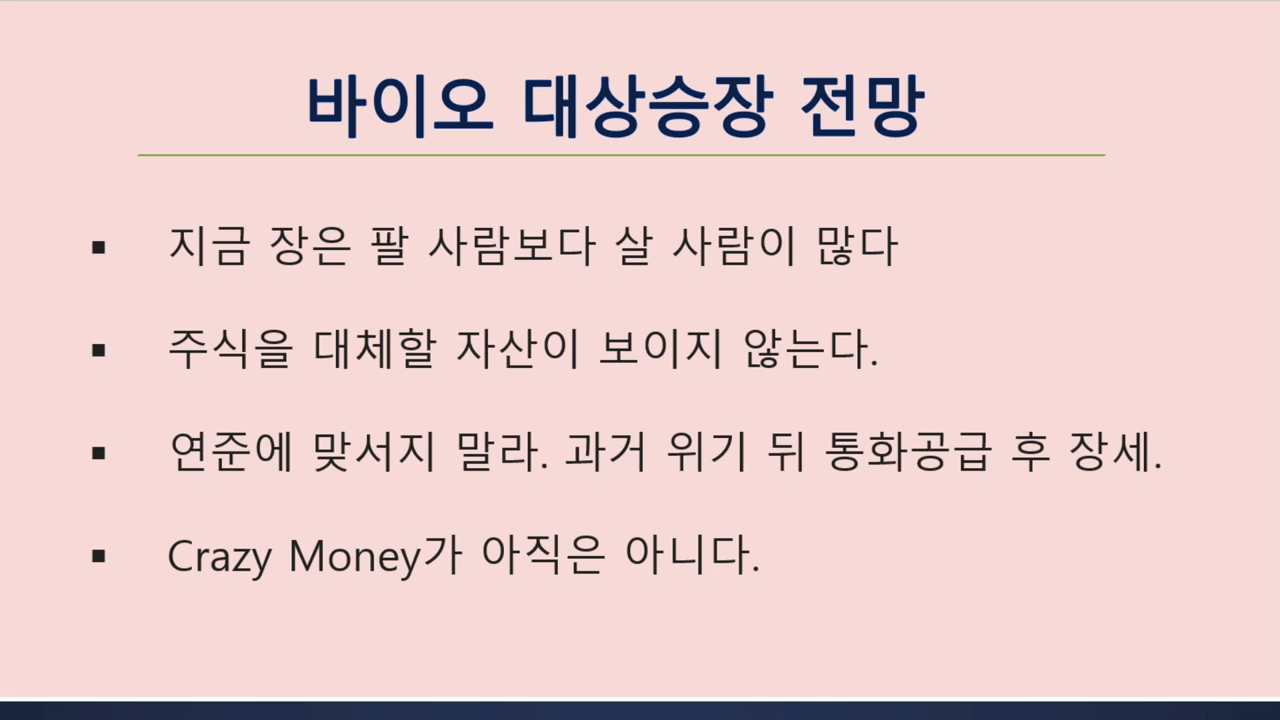 바이오 대상승장 전망
▪ 지금 장은 팔 사람보다 살 사람이 많다
▪ 주식을 대체할 자산이 보이지 않는다.
▪ 연준에 맞서지 말라. 과거 위기 뒤 통화공급 후 장세.
▪ Crazy Money가 아직은 아니다.